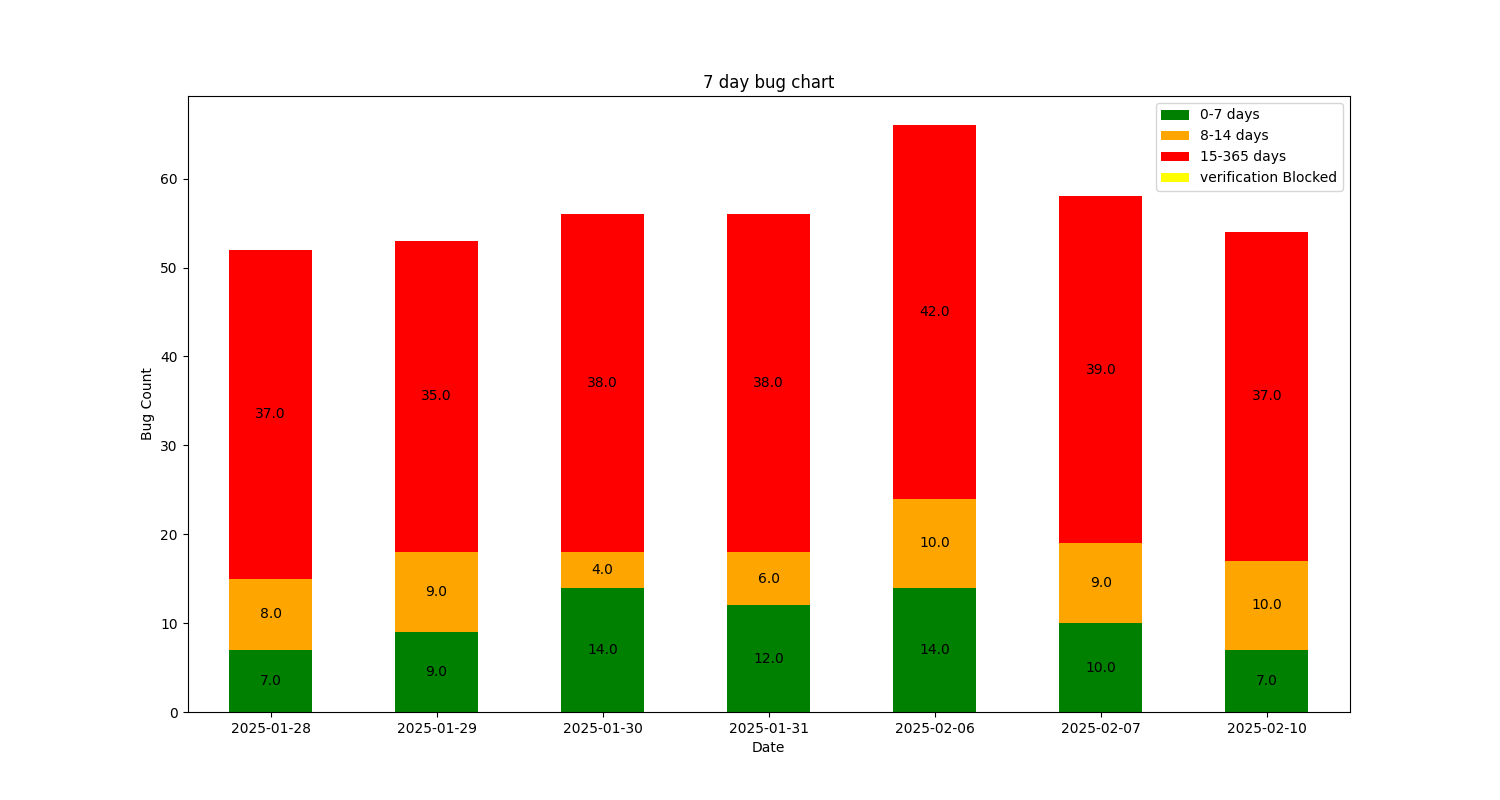 7 day bug chart
0-7 days
8-14 days
15-365 days
verification Blocked
Bug Count
60
50
40
30
20
10
0
37.0 35.0 38.0 38.0 42.0 39.0 37.0
8.0 9.0 4.0 6.0 10.0 9.0 10.0
7.0 9.0 14.0 12.0 14.0 10.0 7.0
2025-01-28 2025-01-29 2025-01-30 2025-01-31 2025-02-06 2025-02-07 2025-02-10
Date